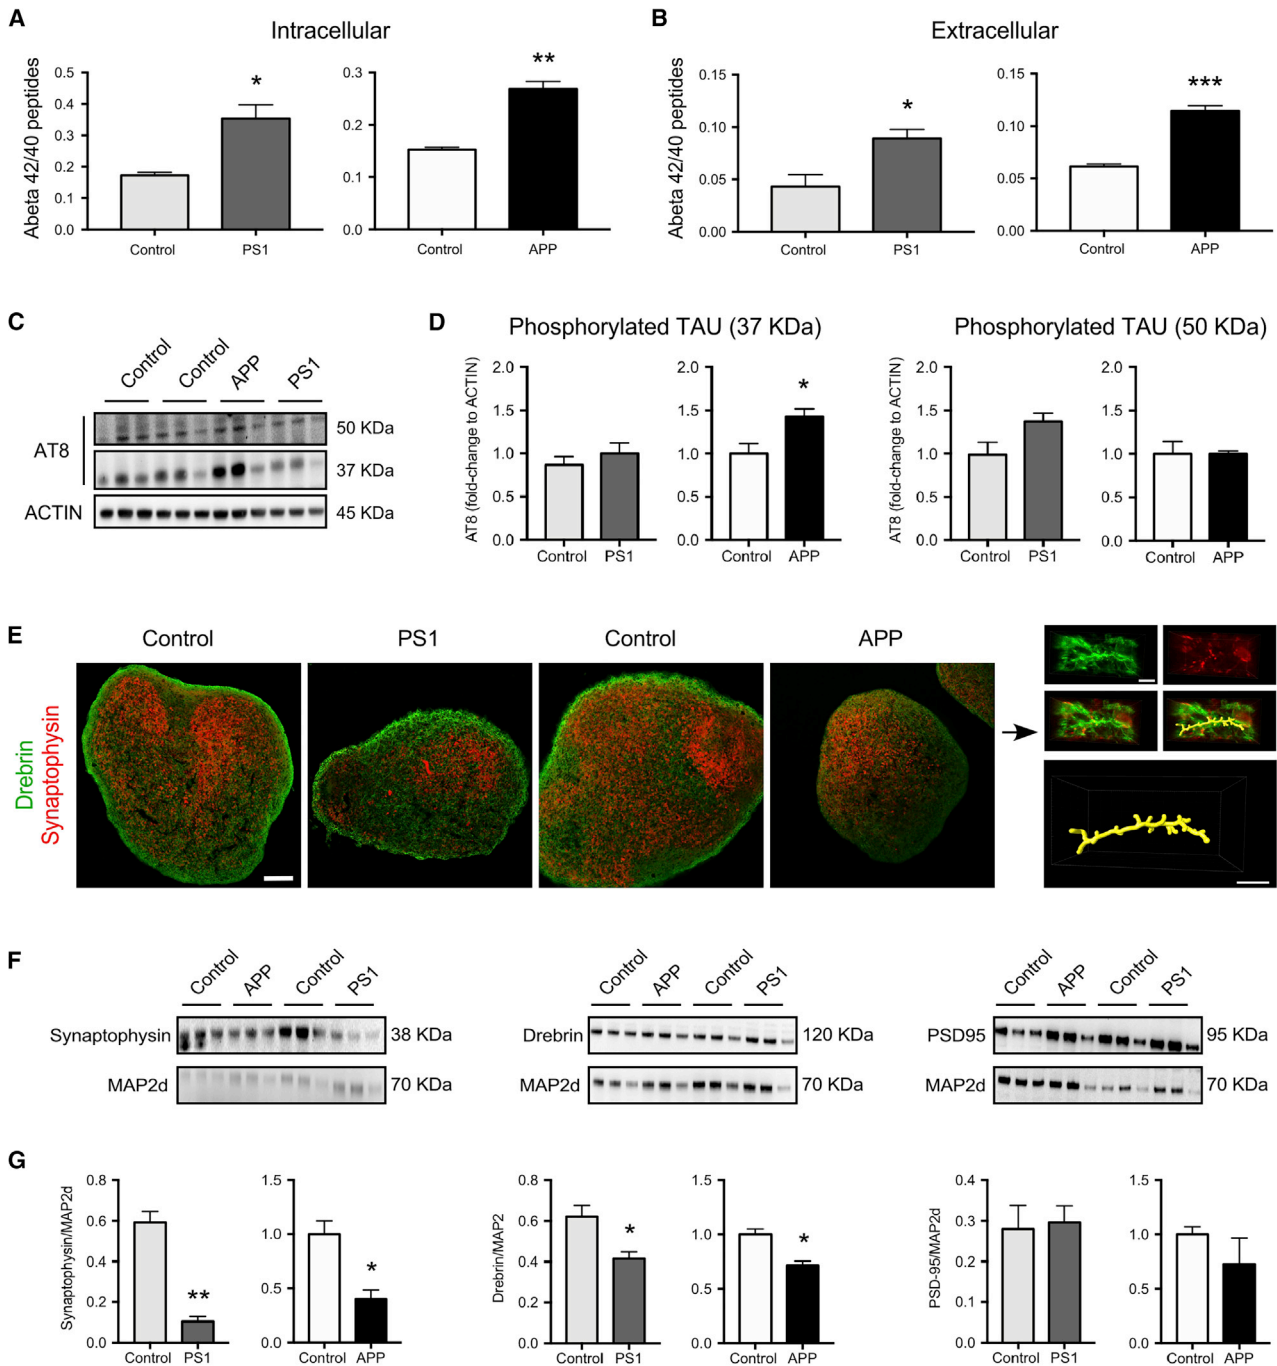 A
Intracellular
Abeta 42/40 peptides
0.5
0.4
0.3
0.2
0.1
0.0
*
Control PS1
0.3
0.2
0.1
0.0
**
Control APP
B
Extracellular
Abeta 42/40 peptides
0.15
0.10
0.05
0.00
*
Control PS1
0.15
0.10
0.05
0.00
***
Control APP
C
Control Control APP PS1
AT8
50 KDa
37 KDa
ACTIN 45 KDa
D
Phosphorylated TAU (37 KDa)
AT8 (fold-change to ACTIN)
2.0
1.5
1.0
0.5
0.0
Control PS1
2.0
1.5
1.0
0.5
0.0
*
Control APP
Phosphorylated TAU (50 KDa)
AT8 (fold-change to ACTIN)
2.0
1.5
1.0
0.5
0.0
Control PS1
2.0
1.5
1.0
0.5
0.0
Control APP
E
Control PS1 Control APP
Drebrin
Synaptophysin
F
Control APP Control PS1
Synaptophysin 38 KDa
MAP2d 70 KDa
Control APP Control PS1
Drebrin 120 KDa
MAP2d 70 KDa
Control APP Control PS1
PSD95 95 KDa
MAP2d 70 KDa
G
Synaptophysin/MAP2d
0.8
0.6
0.4
0.2
0.0
**
Control PS1
1.5
1.0
0.5
0.0
*
Control APP
Drebrin/MAP2
0.8
0.6
0.4
0.2
0.0
*
Control PS1
1.5
1.0
0.5
0.0
*
Control APP
PSD-95/MAP2d
0.4
0.3
0.2
0.1
0.0
Control PS1
1.5
1.0
0.5
0.0
Control APP